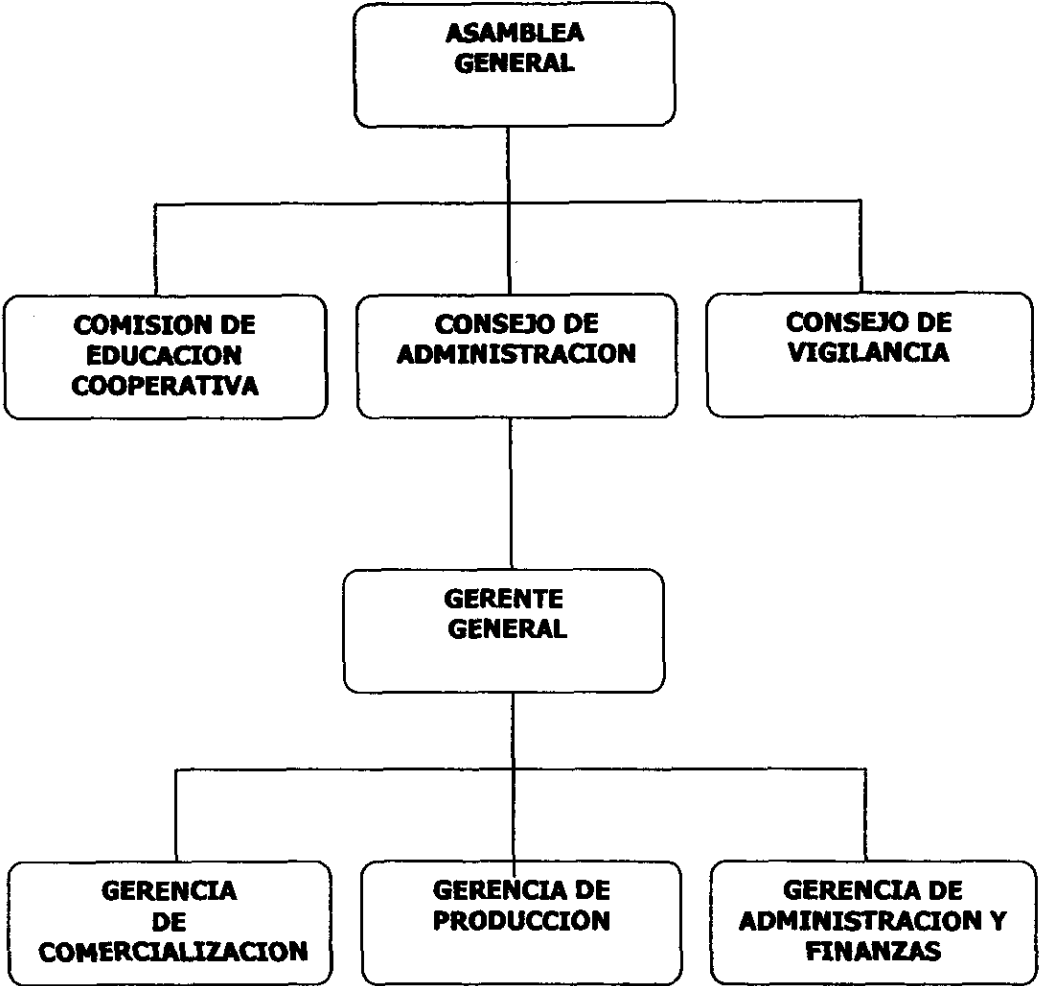 ASAMBLEA
GENERAL
COMISION DE
EDUCACION
COOPERATIVA
CONSEJO DE
ADMINISTRACION
CONSEJO DE
VIGILANCIA
GERENTE
GENERAL
GERENCIA
DE
COMERCIALIZACION
GERENCIA DE
PRODUCCION
GERENCIA DE
ADMINISTRACION Y
FINANZAS